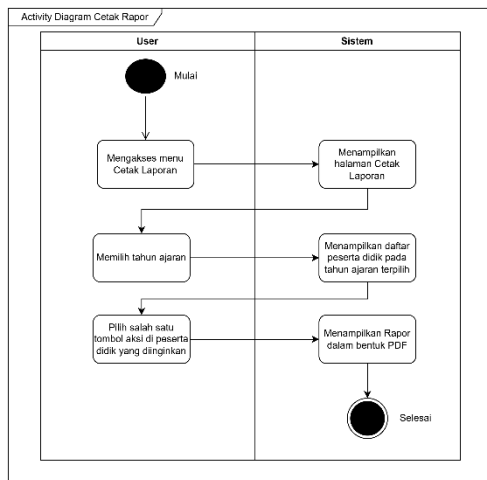 Activity Diagram Cetak Rapor
User
Sistem
Mulai
Mengakses menu
Cetak Laporan
Menampilkan
halaman Cetak
Laporan
Memilih tahun ajaran
Menampilkan daftar
peserta didik pada
tahun ajaran terpilih
Pilih salah satu
tombol aksi di peserta
didik yang diinginkan
Menampilkan Rapor
dalam bentuk PDF
Selesai